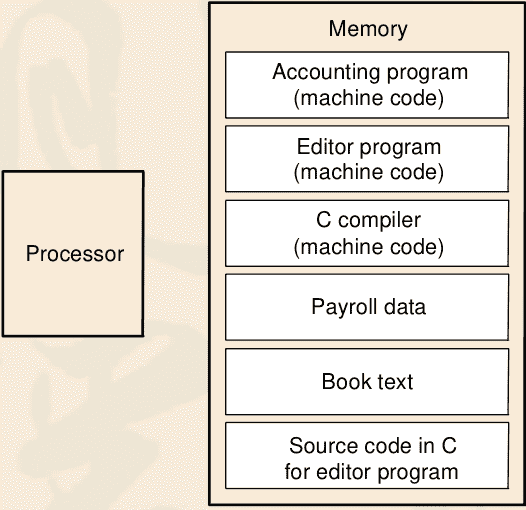 Memory
Accounting program
(machine code)
Editor program
(machine code)
Processor
C compiler
(machine code)
Payroll data
Book text
Source code in C
for editor program